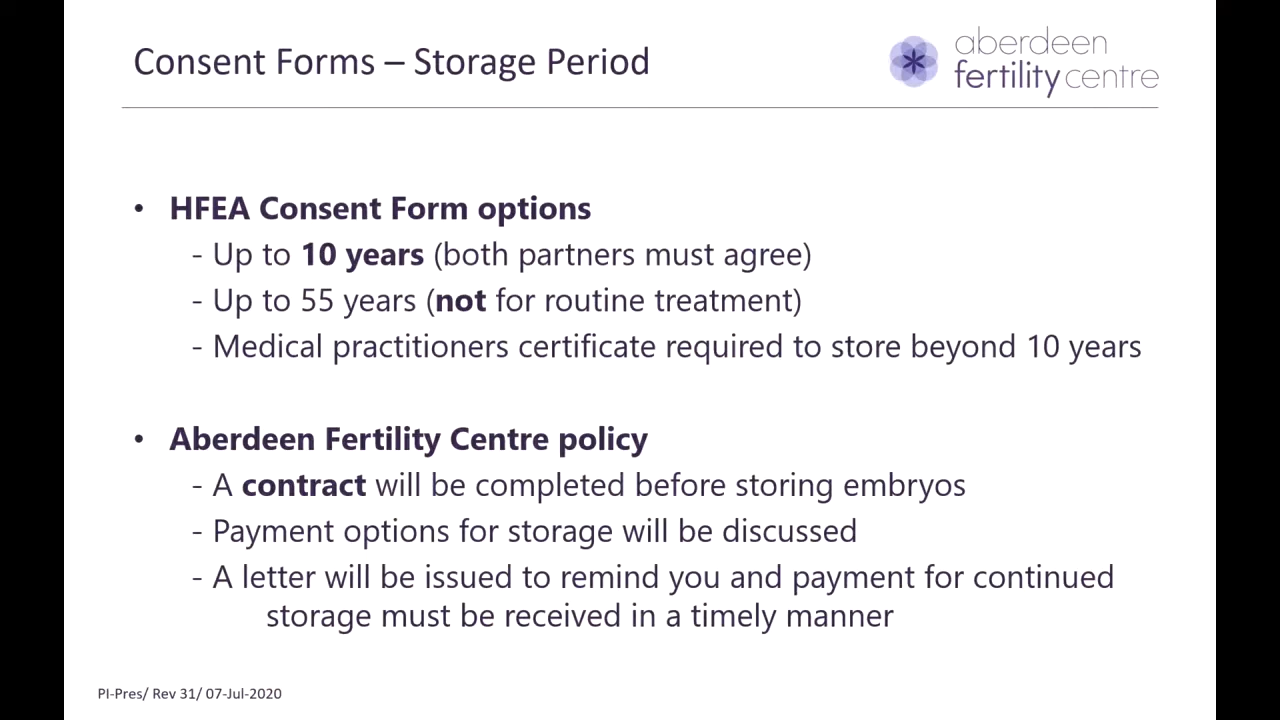 Consent Forms – Storage Period
aberdeen
fertility centre
• HFEA Consent Form options
- Up to 10 years (both partners must agree)
- Up to 55 years (not for routine treatment)
- Medical practitioners certificate required to store beyond 10 years
• Aberdeen Fertility Centre policy
- A contract will be completed before storing embryos
- Payment options for storage will be discussed
- A letter will be issued to remind you and payment for continued
storage must be received in a timely manner
PI-Pres/ Rev 31/ 07-Jul-2020